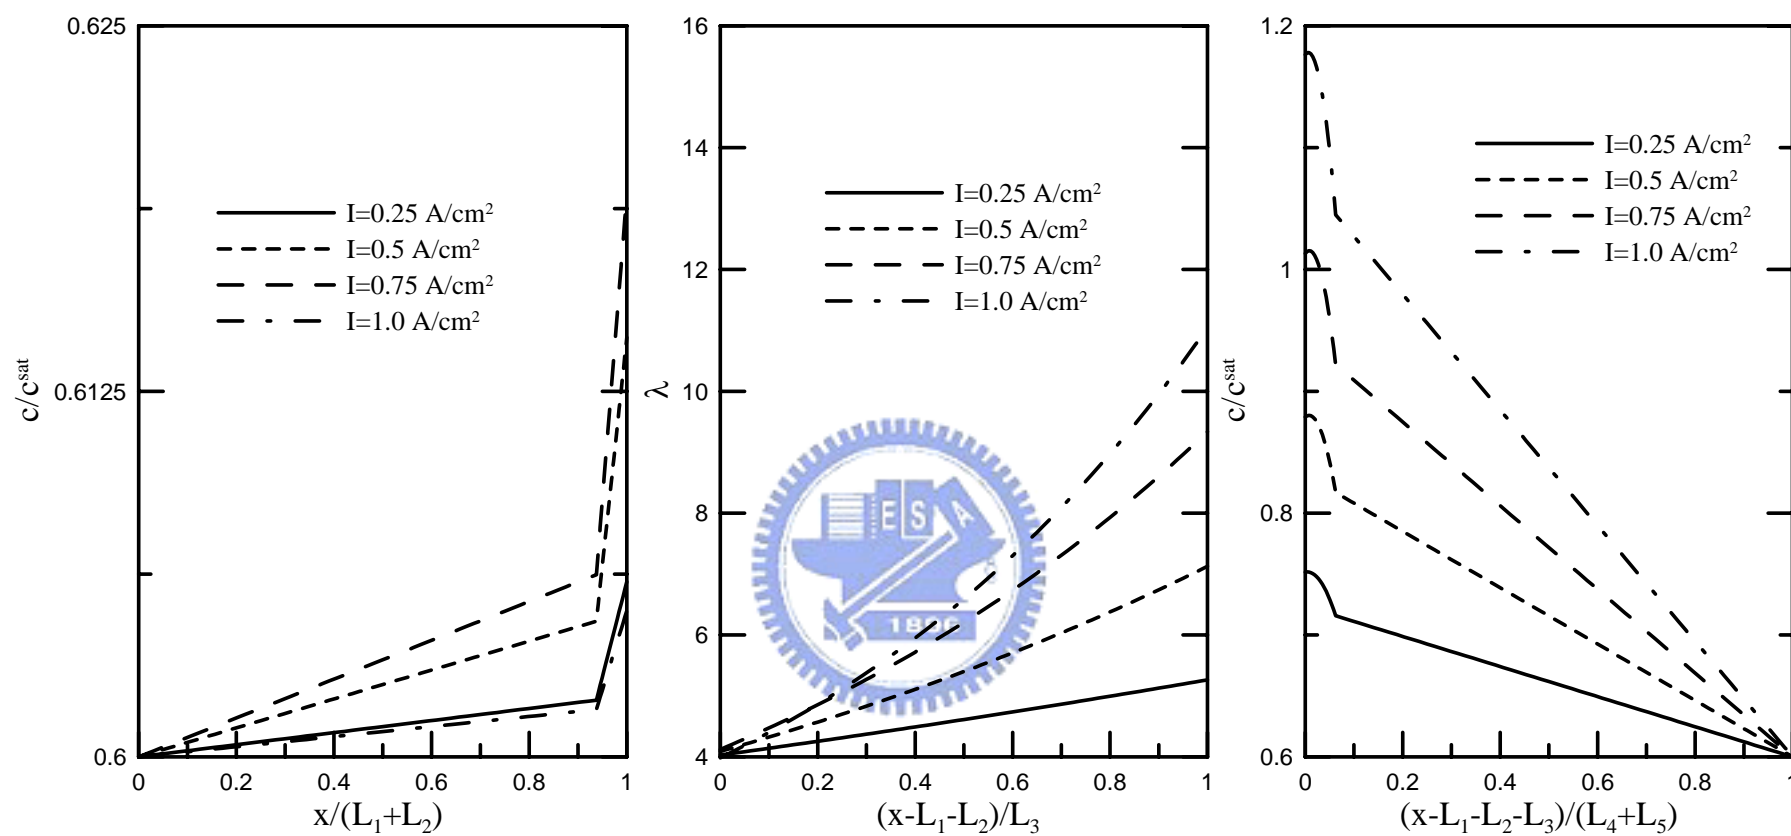 0.625
0.6125
0.6
c/c^sat
I=0.25 A/cm²
I=0.5 A/cm²
I=0.75 A/cm²
I=1.0 A/cm²
0 0.2 0.4 0.6 0.8 1
x/(L₁+L₂)
16
14
12
10
8
6
4
λ
I=0.25 A/cm²
I=0.5 A/cm²
I=0.75 A/cm²
I=1.0 A/cm²
E S A
1896
0 0.2 0.4 0.6 0.8 1
(x-L₁-L₂)/L₃
1.2
1
0.8
0.6
c/c^sat
I=0.25 A/cm²
I=0.5 A/cm²
I=0.75 A/cm²
I=1.0 A/cm²
0 0.2 0.4 0.6 0.8 1
(x-L₁-L₂-L₃)/(L₄+L₅)